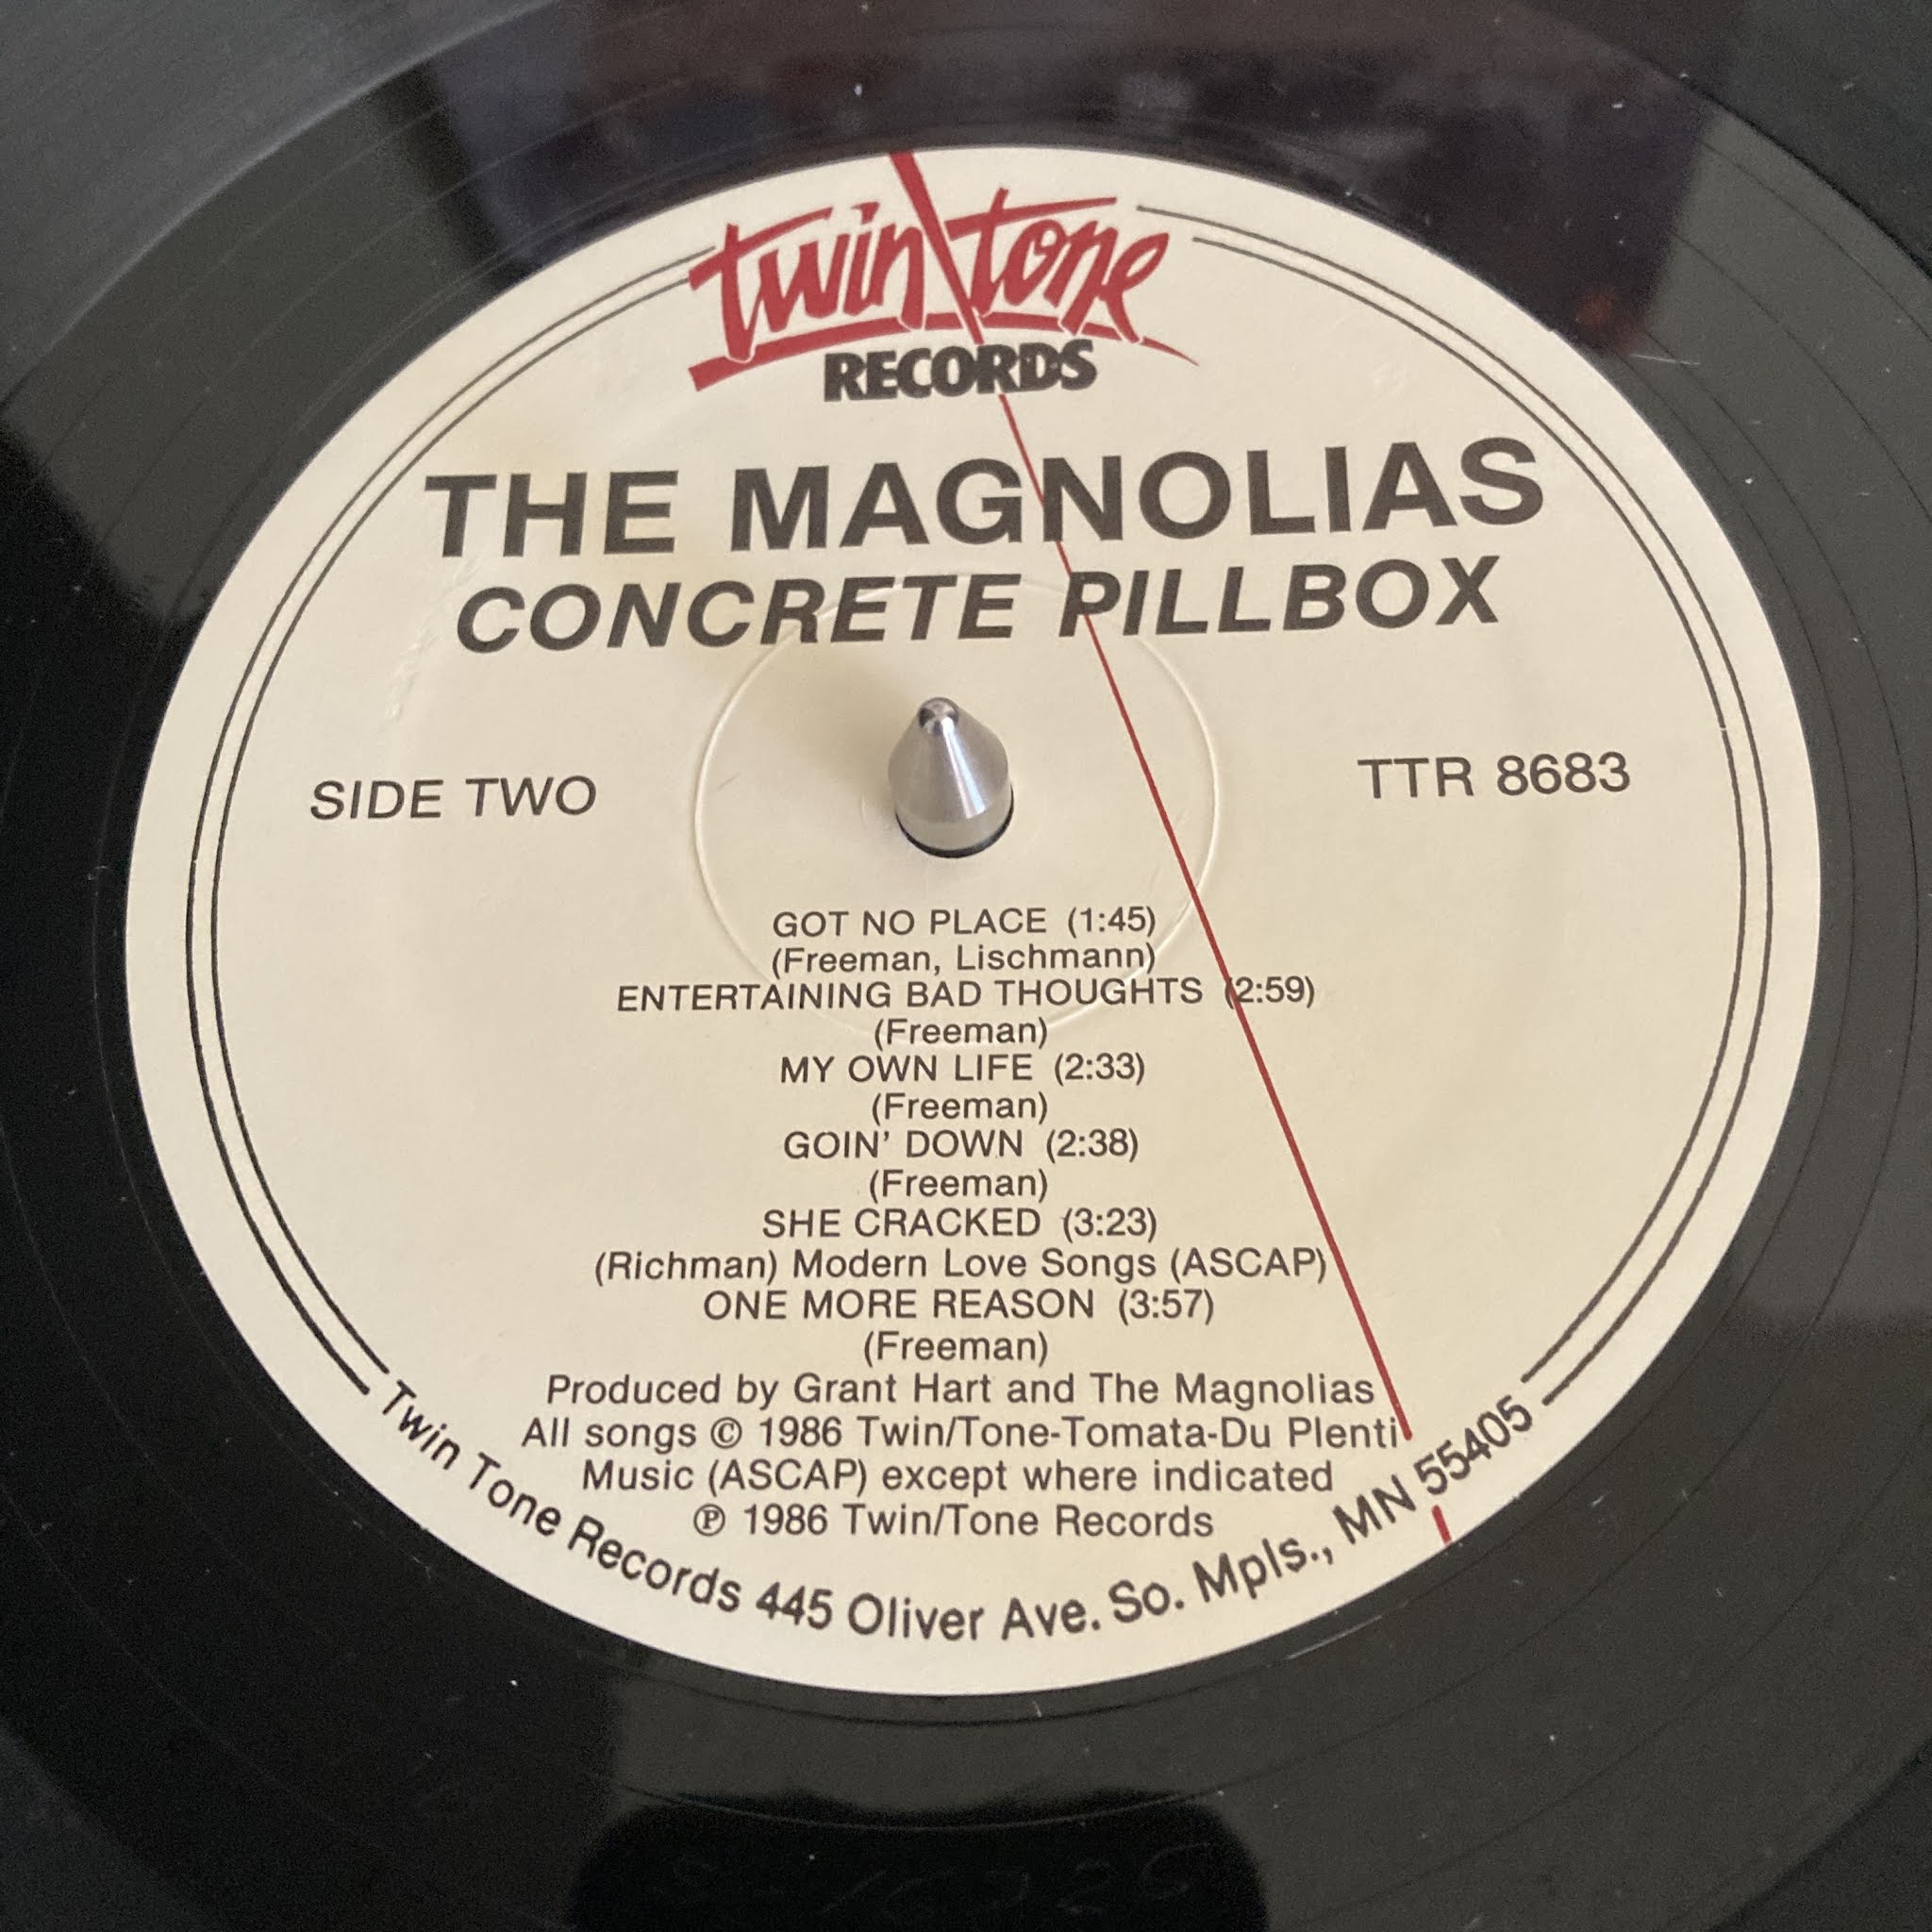 twin tone
RECORDS
THE MAGNOLIAS
CONCRETE PILLBOX
SIDE TWO
TTR 8683
GOT NO PLACE (1:45)
(Freeman, Lischmann)
ENTERTAINING BAD THOUGHTS (2:59)
(Freeman)
MY OWN LIFE (2:33)
(Freeman)
GOIN' DOWN (2:38)
(Freeman)
SHE CRACKED (3:23)
(Richman) Modern Love Songs (ASCAP)
ONE MORE REASON (3:57)
(Freeman)
Produced by Grant Hart and The Magnolias
All songs © 1986 Twin/Tone-Tomata-Du Plenti
Music (ASCAP) except where indicated
℗ 1986 Twin/Tone Records
Twin Tone Records 445 Oliver Ave. So. Mpls., MN 55405